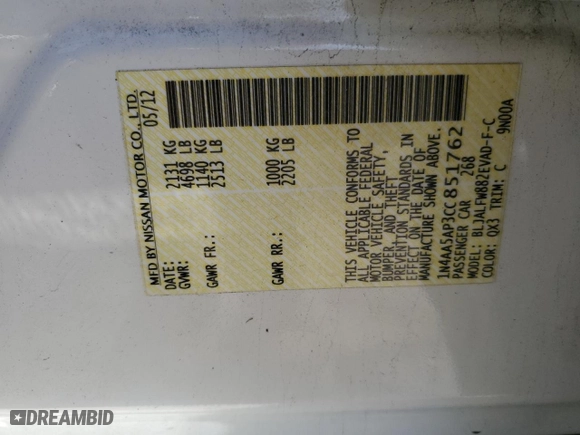 MFD BY NISSAN MOTOR CO., LTD.
DATE: 05/12
GVWR: 2131 KG
4698 LB
GAWR FR.: 1140 KG
2513 LB
GAWR RR.: 1000 KG
2205 LB
THIS VEHICLE CONFORMS TO
ALL APPLICABLE FEDERAL
MOTOR VEHICLE SAFETY,
BUMPER, AND THEFT
PREVENTION STANDARDS IN
EFFECT ON THE DATE OF
MANUFACTURE SHOWN ABOVE.
1N4AA5AP3CC851762
PASSENGER CAR 268
MODEL: BLJALFW882EVAD-F-C
COLOR: QX3 TRIM: C 9N00A
DREAMBID